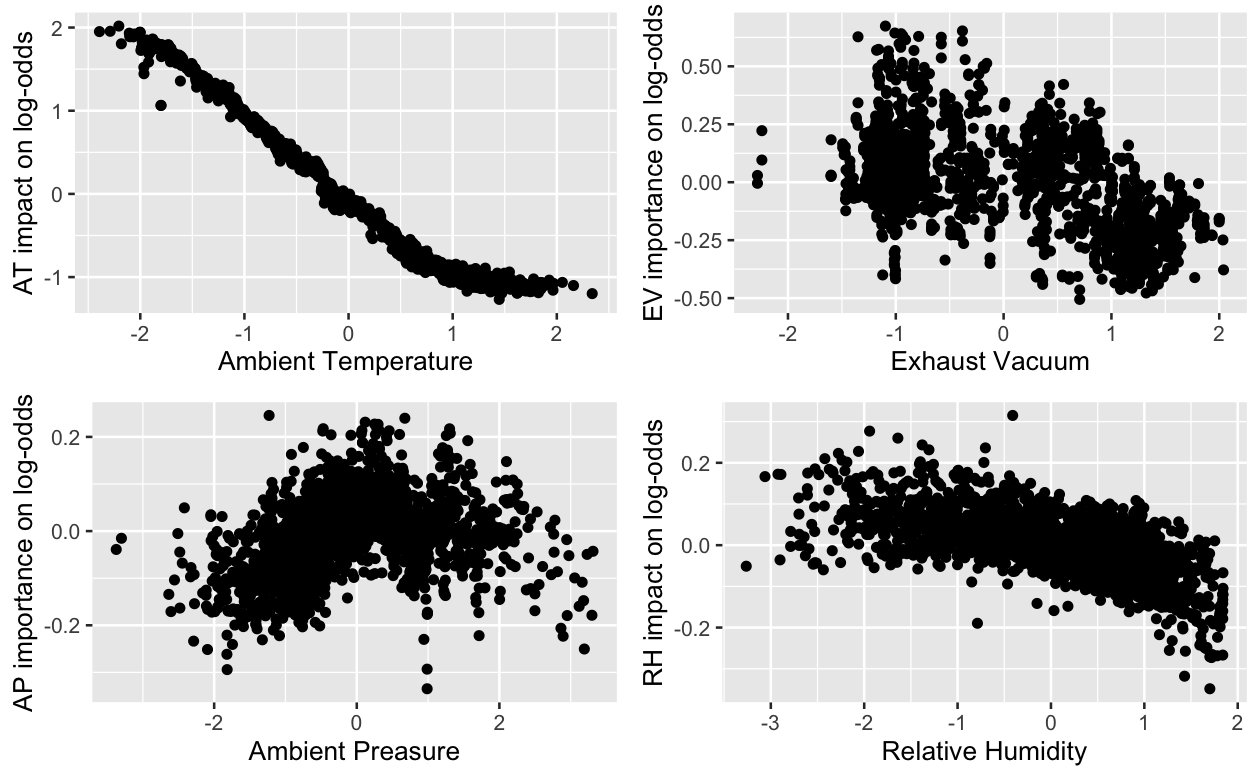 AT impact on log-odds
2
1
0
-1
-2 -1 0 1 2
Ambient Temperature
EV importance on log-odds
0.50
0.25
0.00
-0.25
-0.50
-2 -1 0 1 2
Exhaust Vacuum
AP importance on log-odds
0.2
0.0
-0.2
-2 0 2
Ambient Preasure
RH impact on log-odds
0.2
0.0
-0.2
-3 -2 -1 0 1 2
Relative Humidity